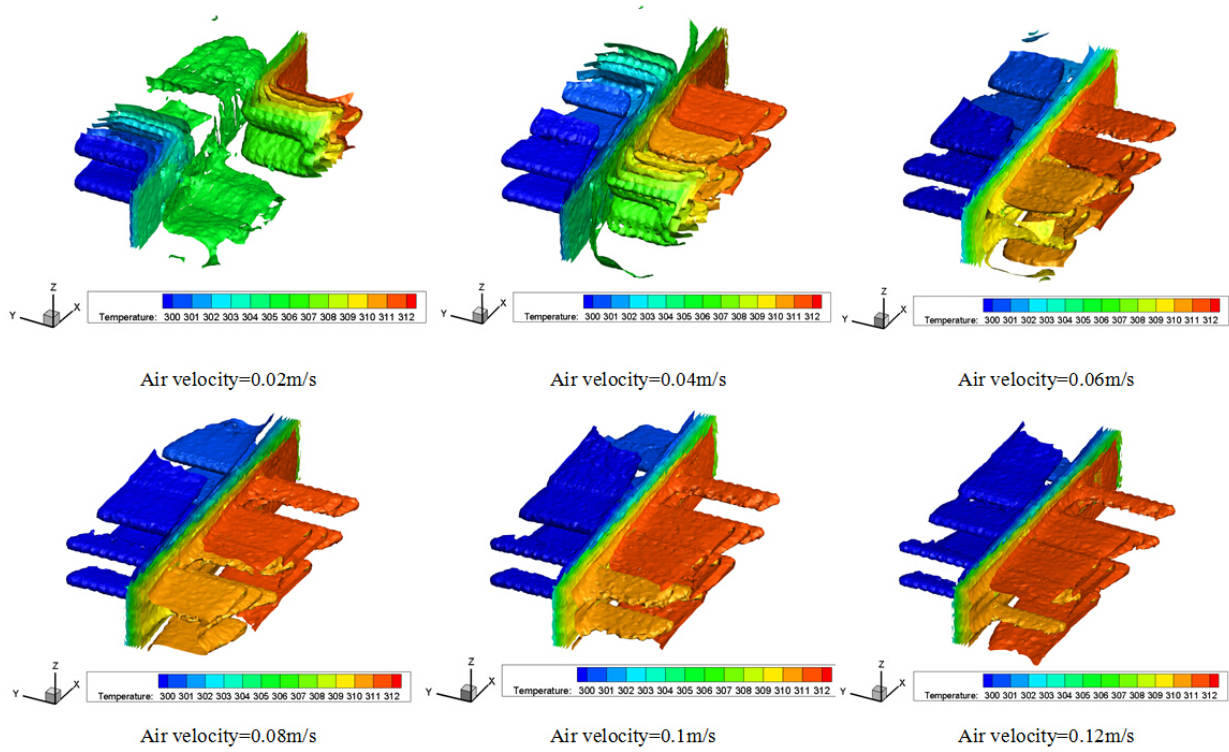 Z
Y
X
Temperature: 300 301 302 303 304 305 306 307 308 309 310 311 312
Air velocity=0.02m/s
Z
Y
X
Temperature: 300 301 302 303 304 305 306 307 308 309 310 311 312
Air velocity=0.04m/s
Z
Y
X
Temperature: 300 301 302 303 304 305 306 307 308 309 310 311 312
Air velocity=0.06m/s
Z
Y
X
Temperature: 300 301 302 303 304 305 306 307 308 309 310 311 312
Air velocity=0.08m/s
Z
Y
X
Temperature: 300 301 302 303 304 305 306 307 308 309 310 311 312
Air velocity=0.1m/s
Z
Y
X
Temperature: 300 301 302 303 304 305 306 307 308 309 310 311 312
Air velocity=0.12m/s